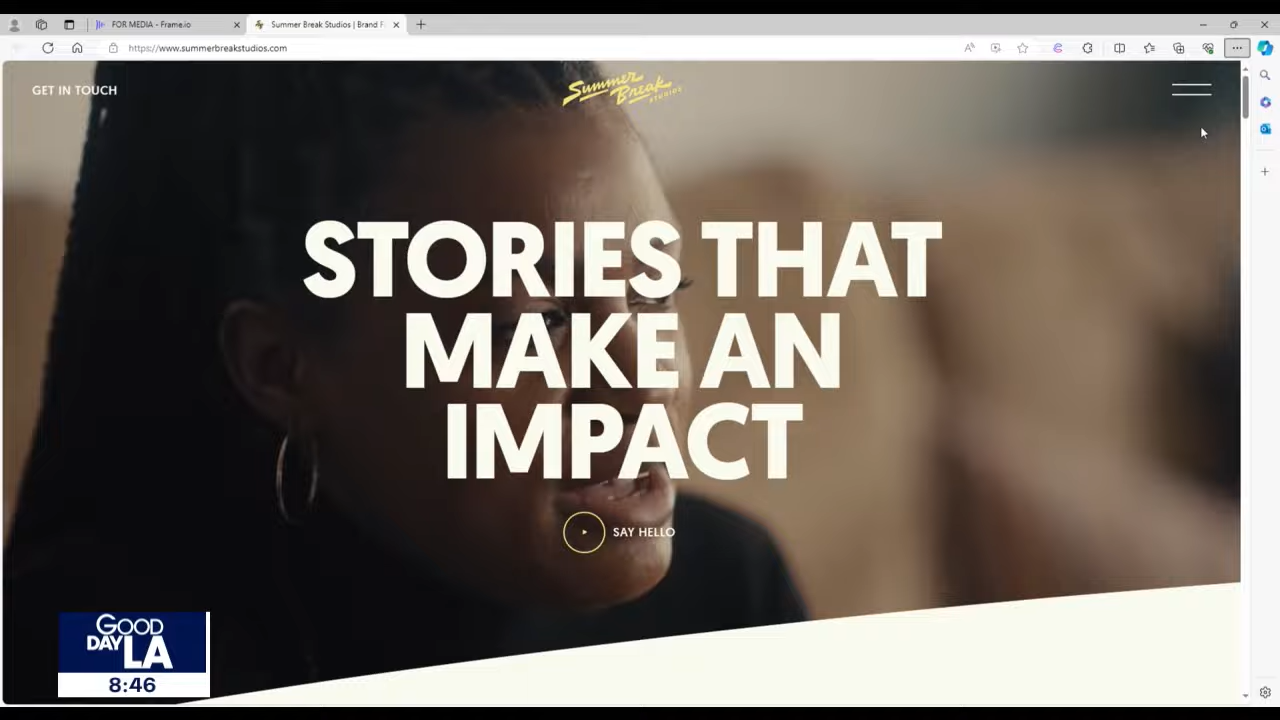 FOR MEDIA - Frame.io
Summer Break Studios | Brand F
https://www.summerbreakstudios.com
GET IN TOUCH
Summer
Break
STUDIOS
STORIES THAT
MAKE AN
IMPACT
SAY HELLO
GOOD
DAY LA
8:46